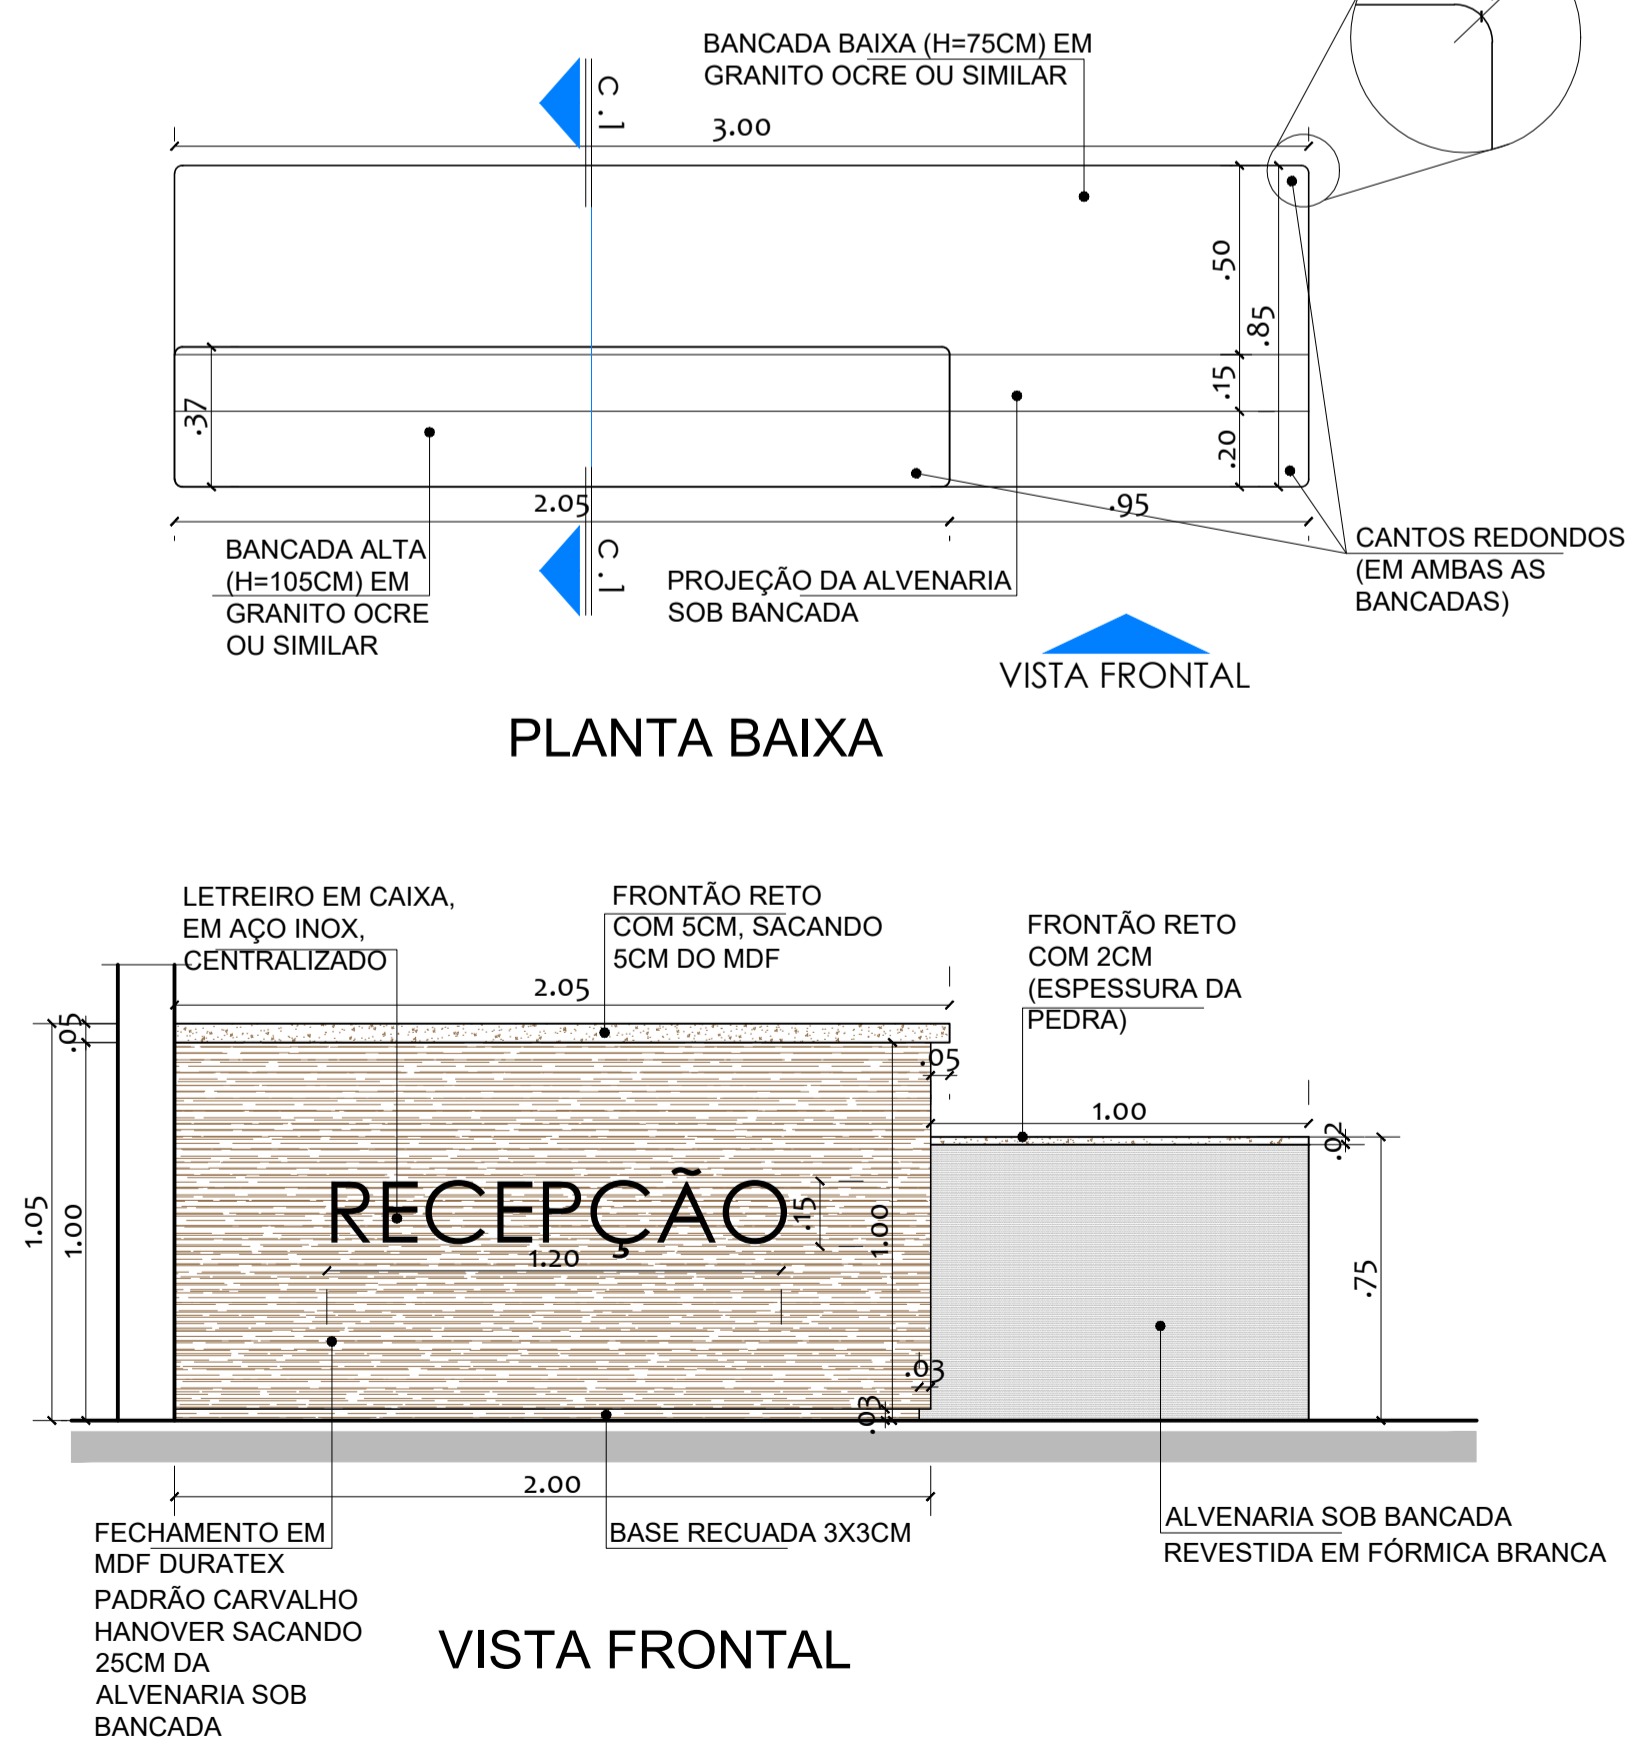 BANCADA BAIXA (H=75CM) EM
GRANITO OCRE OU SIMILAR
C.1
3.00
.50
.85
.15
.37
.20
2.05
.95
C.1
BANCADA ALTA
(H=105CM) EM
GRANITO OCRE
OU SIMILAR
PROJEÇÃO DA ALVENARIA
SOB BANCADA
CANTOS REDONDOS
(EM AMBAS AS
BANCADAS)
VISTA FRONTAL
PLANTA BAIXA
LETREIRO EM CAIXA,
EM AÇO INOX,
CENTRALIZADO
FRONTÃO RETO
COM 5CM, SACANDO
5CM DO MDF
FRONTÃO RETO
COM 2CM
(ESPESSURA DA
PEDRA)
2.05
.05
.05
1.00
.02
RECEPÇÃO
.15
1.00
1.05
1.00
1.20
.75
.03
.03
2.00
FECHAMENTO EM
MDF DURATEX
PADRÃO CARVALHO
HANOVER SACANDO
25CM DA
ALVENARIA SOB
BANCADA
BASE RECUADA 3X3CM
ALVENARIA SOB BANCADA
REVESTIDA EM FÓRMICA BRANCA
VISTA FRONTAL